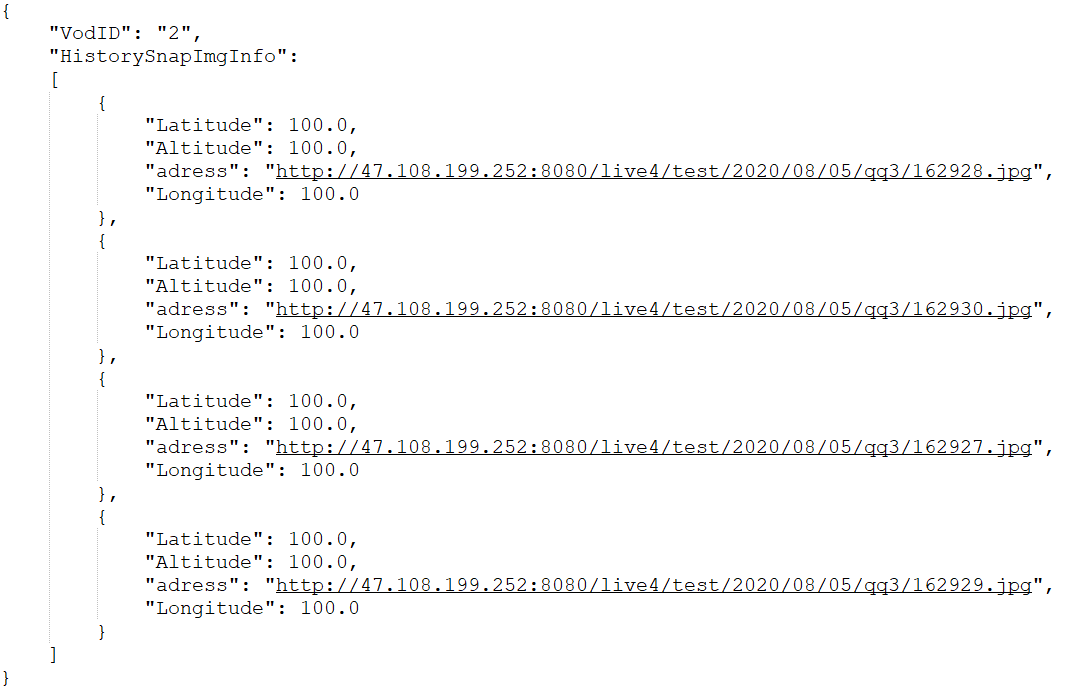 {
"VodID": "2",
"HistorySnapImgInfo":
[
{
"Latitude": 100.0,
"Altitude": 100.0,
"adress": "http://47.108.199.252:8080/live4/test/2020/08/05/qq3/162928.jpg",
"Longitude": 100.0
},
{
"Latitude": 100.0,
"Altitude": 100.0,
"adress": "http://47.108.199.252:8080/live4/test/2020/08/05/qq3/162930.jpg",
"Longitude": 100.0
},
{
"Latitude": 100.0,
"Altitude": 100.0,
"adress": "http://47.108.199.252:8080/live4/test/2020/08/05/qq3/162927.jpg",
"Longitude": 100.0
},
{
"Latitude": 100.0,
"Altitude": 100.0,
"adress": "http://47.108.199.252:8080/live4/test/2020/08/05/qq3/162929.jpg",
"Longitude": 100.0
}
]
}